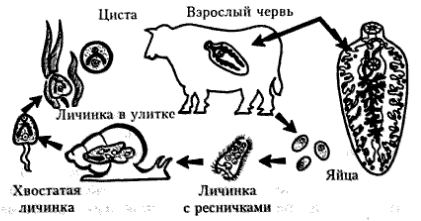 Циста
Взрослый червь
Личинка в улитке
Яйца
Хвостатая
личинка
Личинка
с ресничками